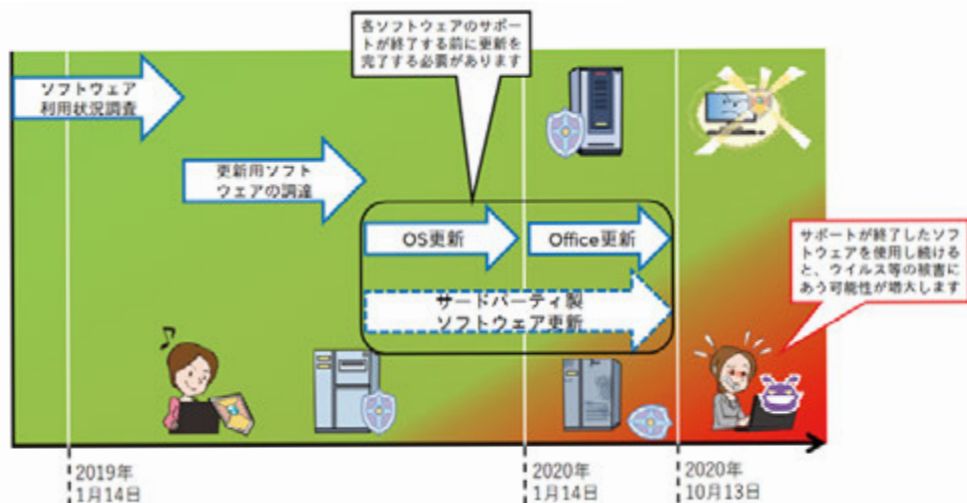 各ソフトウェアのサポー
トが終了する前に更新を
完了する必要があります
ソフトウェア
利用状況調査
更新用ソフト
ウェアの調達
OS更新
Office更新
サードパーティ製
ソフトウェア更新
サポートが終了したソフ
トウェアを使用し続ける
と、ウイルス等の被害に
あう可能性が増大します
2019年
1月14日
2020年
1月14日
2020年
10月13日